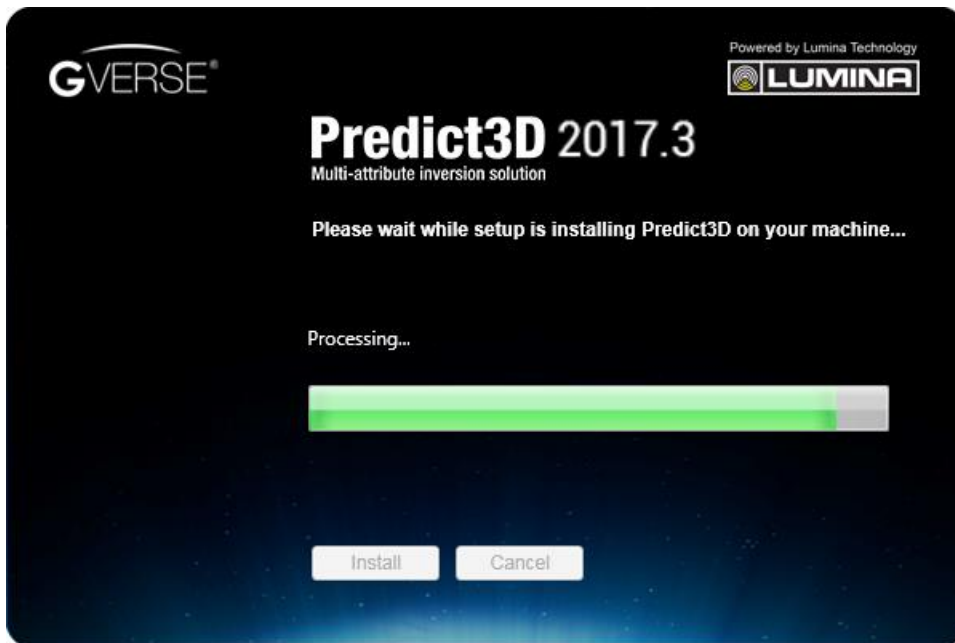 GVERSE®
Powered by Lumina Technology
LUMINA
Predict3D 2017.3
Multi-attribute inversion solution
Please wait while setup is installing Predict3D on your machine...
Processing...
Install Cancel